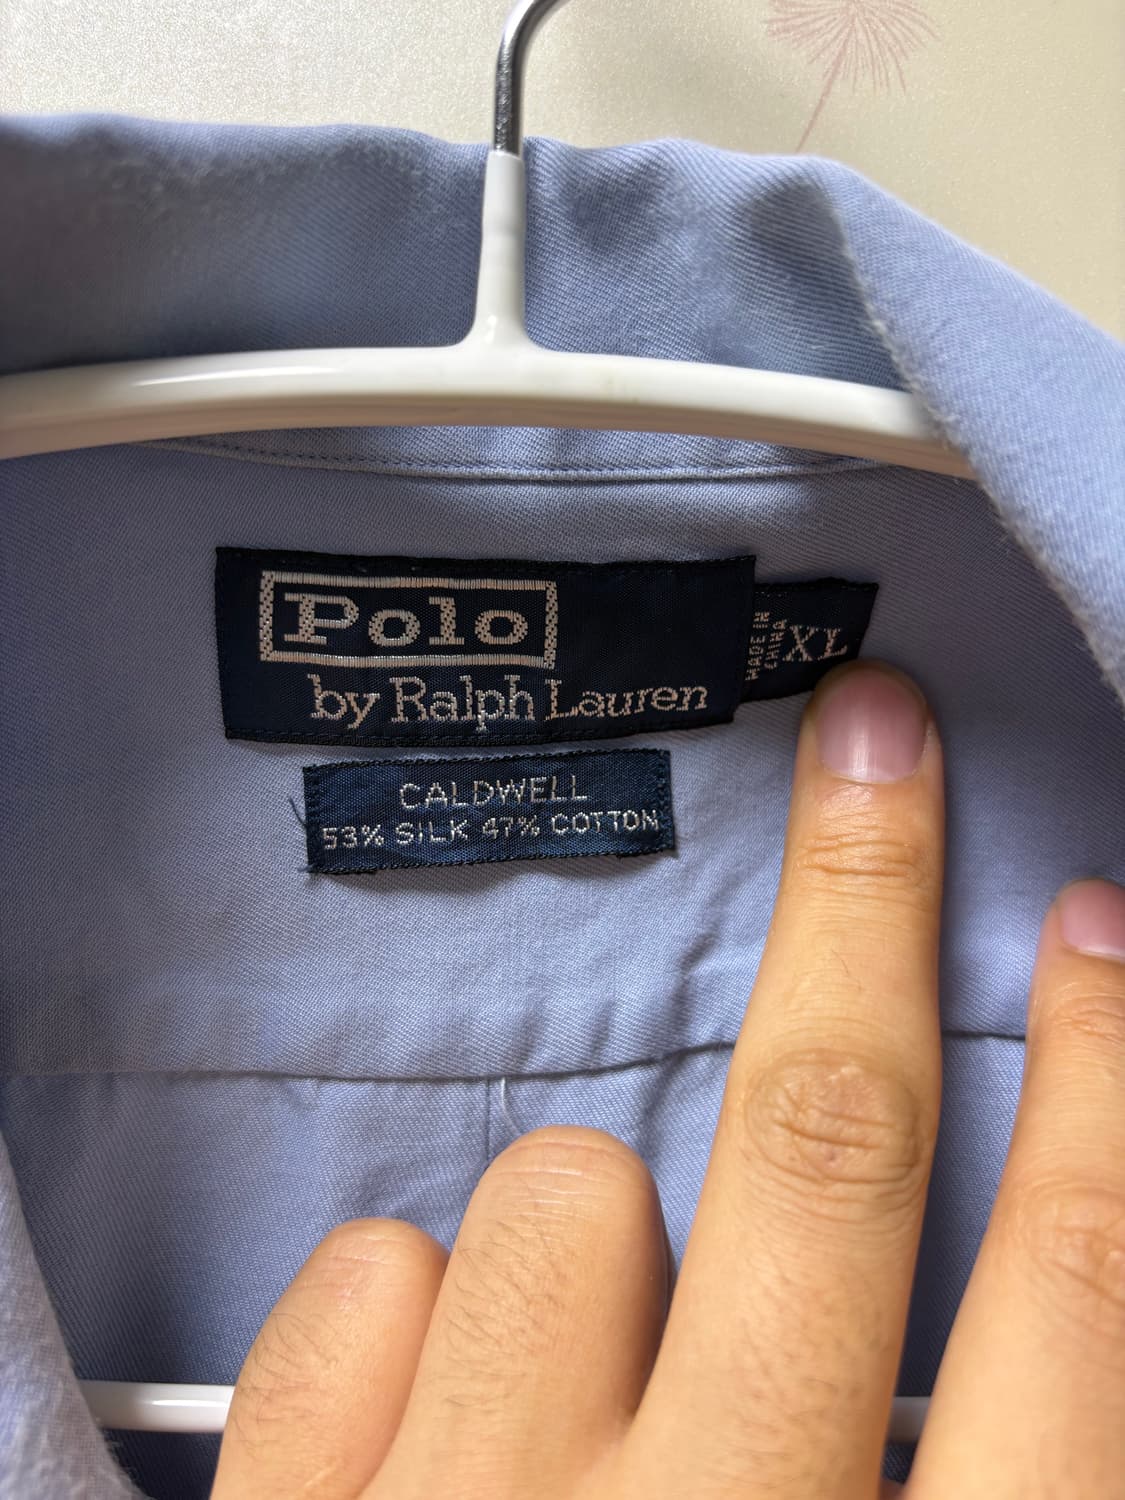 Polo
by Ralph Lauren
MADE IN
CHINA
XL
CALDWELL
53% SILK 47% COTTON